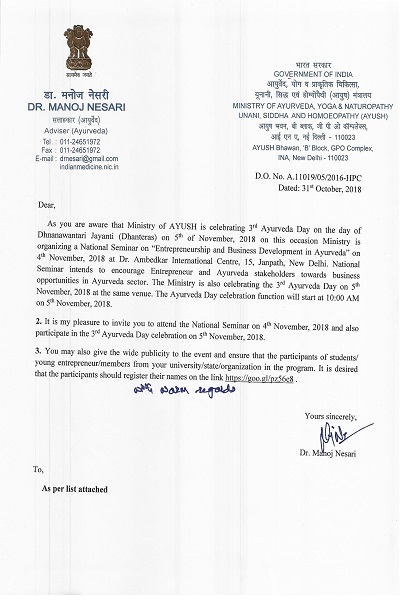 सत्यमेव जयते
डा. मनोज नेसरी
DR. MANOJ NESARI
सलाहकार (आयुर्वेद)
Adviser (Ayurveda)
Tel : 011-24651972
Fax : 011-24651972
E-mail : drnesari@gmail.com
indianmedicine.nic.in
भारत सरकार
GOVERNMENT OF INDIA
आयुर्वेद, योग व प्राकृतिक चिकित्सा,
यूनानी, सिद्ध एवं होम्योपैथी (आयुष) मंत्रालय
MINISTRY OF AYURVEDA, YOGA & NATUROPATHY
UNANI, SIDDHA AND HOMOEOPATHY (AYUSH)
आयुष भवन, बी ब्लाक, जी पी ओ कॉम्पलेक्स,
आई एन ए, नई दिल्ली - 110023
AYUSH Bhawan, 'B' Block, GPO Complex,
INA, New Delhi - 110023
D.O. No. A.11019/05/2016-HPC
Dated: 31st October, 2018
Dear,
As you are aware that Ministry of AYUSH is celebrating 3rd Ayurveda Day on the day of
Dhnanawantari Jayanti (Dhanteras) on 5th of November, 2018 on this occasion Ministry is
organizing a National Seminar on “Entrepreneurship and Business Development in Ayurveda” on
4th November, 2018 at Dr. Ambedkar International Centre, 15, Janpath, New Delhi. National
Seminar intends to encourage Entrepreneur and Ayurveda stakeholders towards business
opportunities in Ayurveda sector. The Ministry is also celebrating the 3rd Ayurveda Day on 5th
November, 2018 at the same venue. The Ayurveda Day celebration function will start at 10:00 AM
on 5th November, 2018.
2. It is my pleasure to invite you to attend the National Seminar on 4th November, 2018 and also
participate in the 3rd Ayurveda Day celebration on 5th November, 2018.
3. You may also give the wide publicity to the event and ensure that the participants of students/
young entrepreneur/members from your university/state/organization in the program. It is desired
that the participants should register their names on the link https://goo.gl/pz56e8 .
with warm regards
Yours sincerely,
Dr. Manoj Nesari
To,
As per list attached